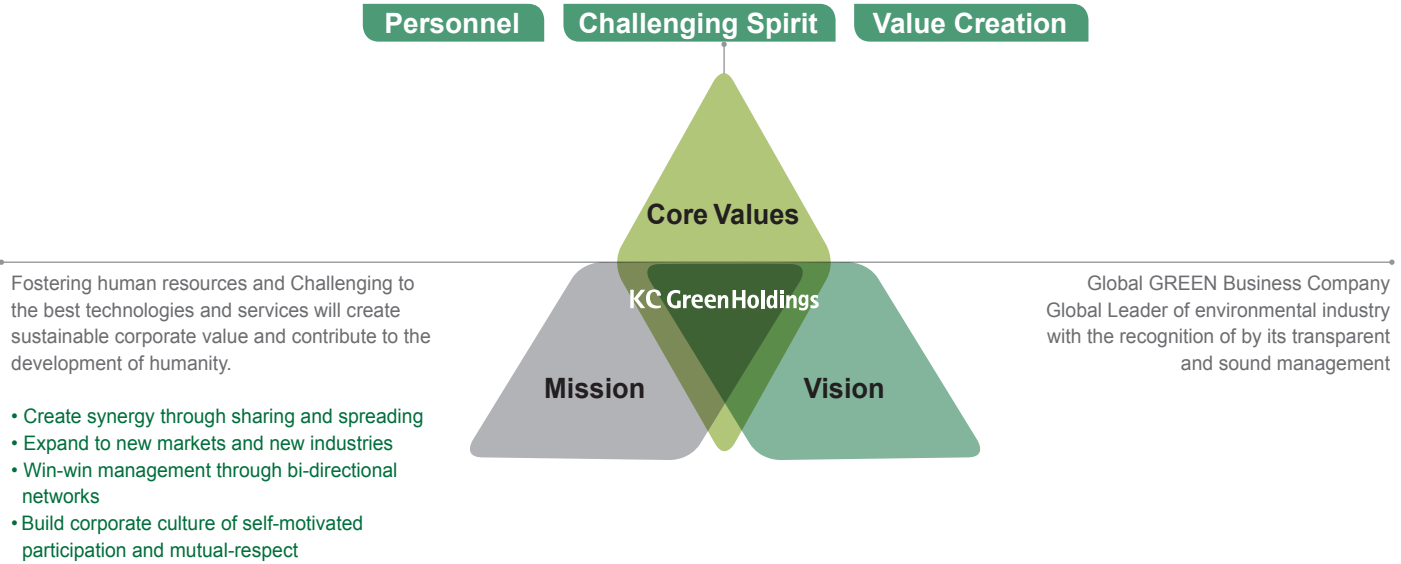 Personnel
Challenging Spirit
Value Creation
Core Values
KC GreenHoldings
Mission
Vision
Fostering human resources and Challenging to
the best technologies and services will create
sustainable corporate value and contribute to the
development of humanity.
• Create synergy through sharing and spreading
• Expand to new markets and new industries
• Win-win management through bi-directional
networks
• Build corporate culture of self-motivated
participation and mutual-respect
Global GREEN Business Company
Global Leader of environmental industry
with the recognition of by its transparent
and sound management